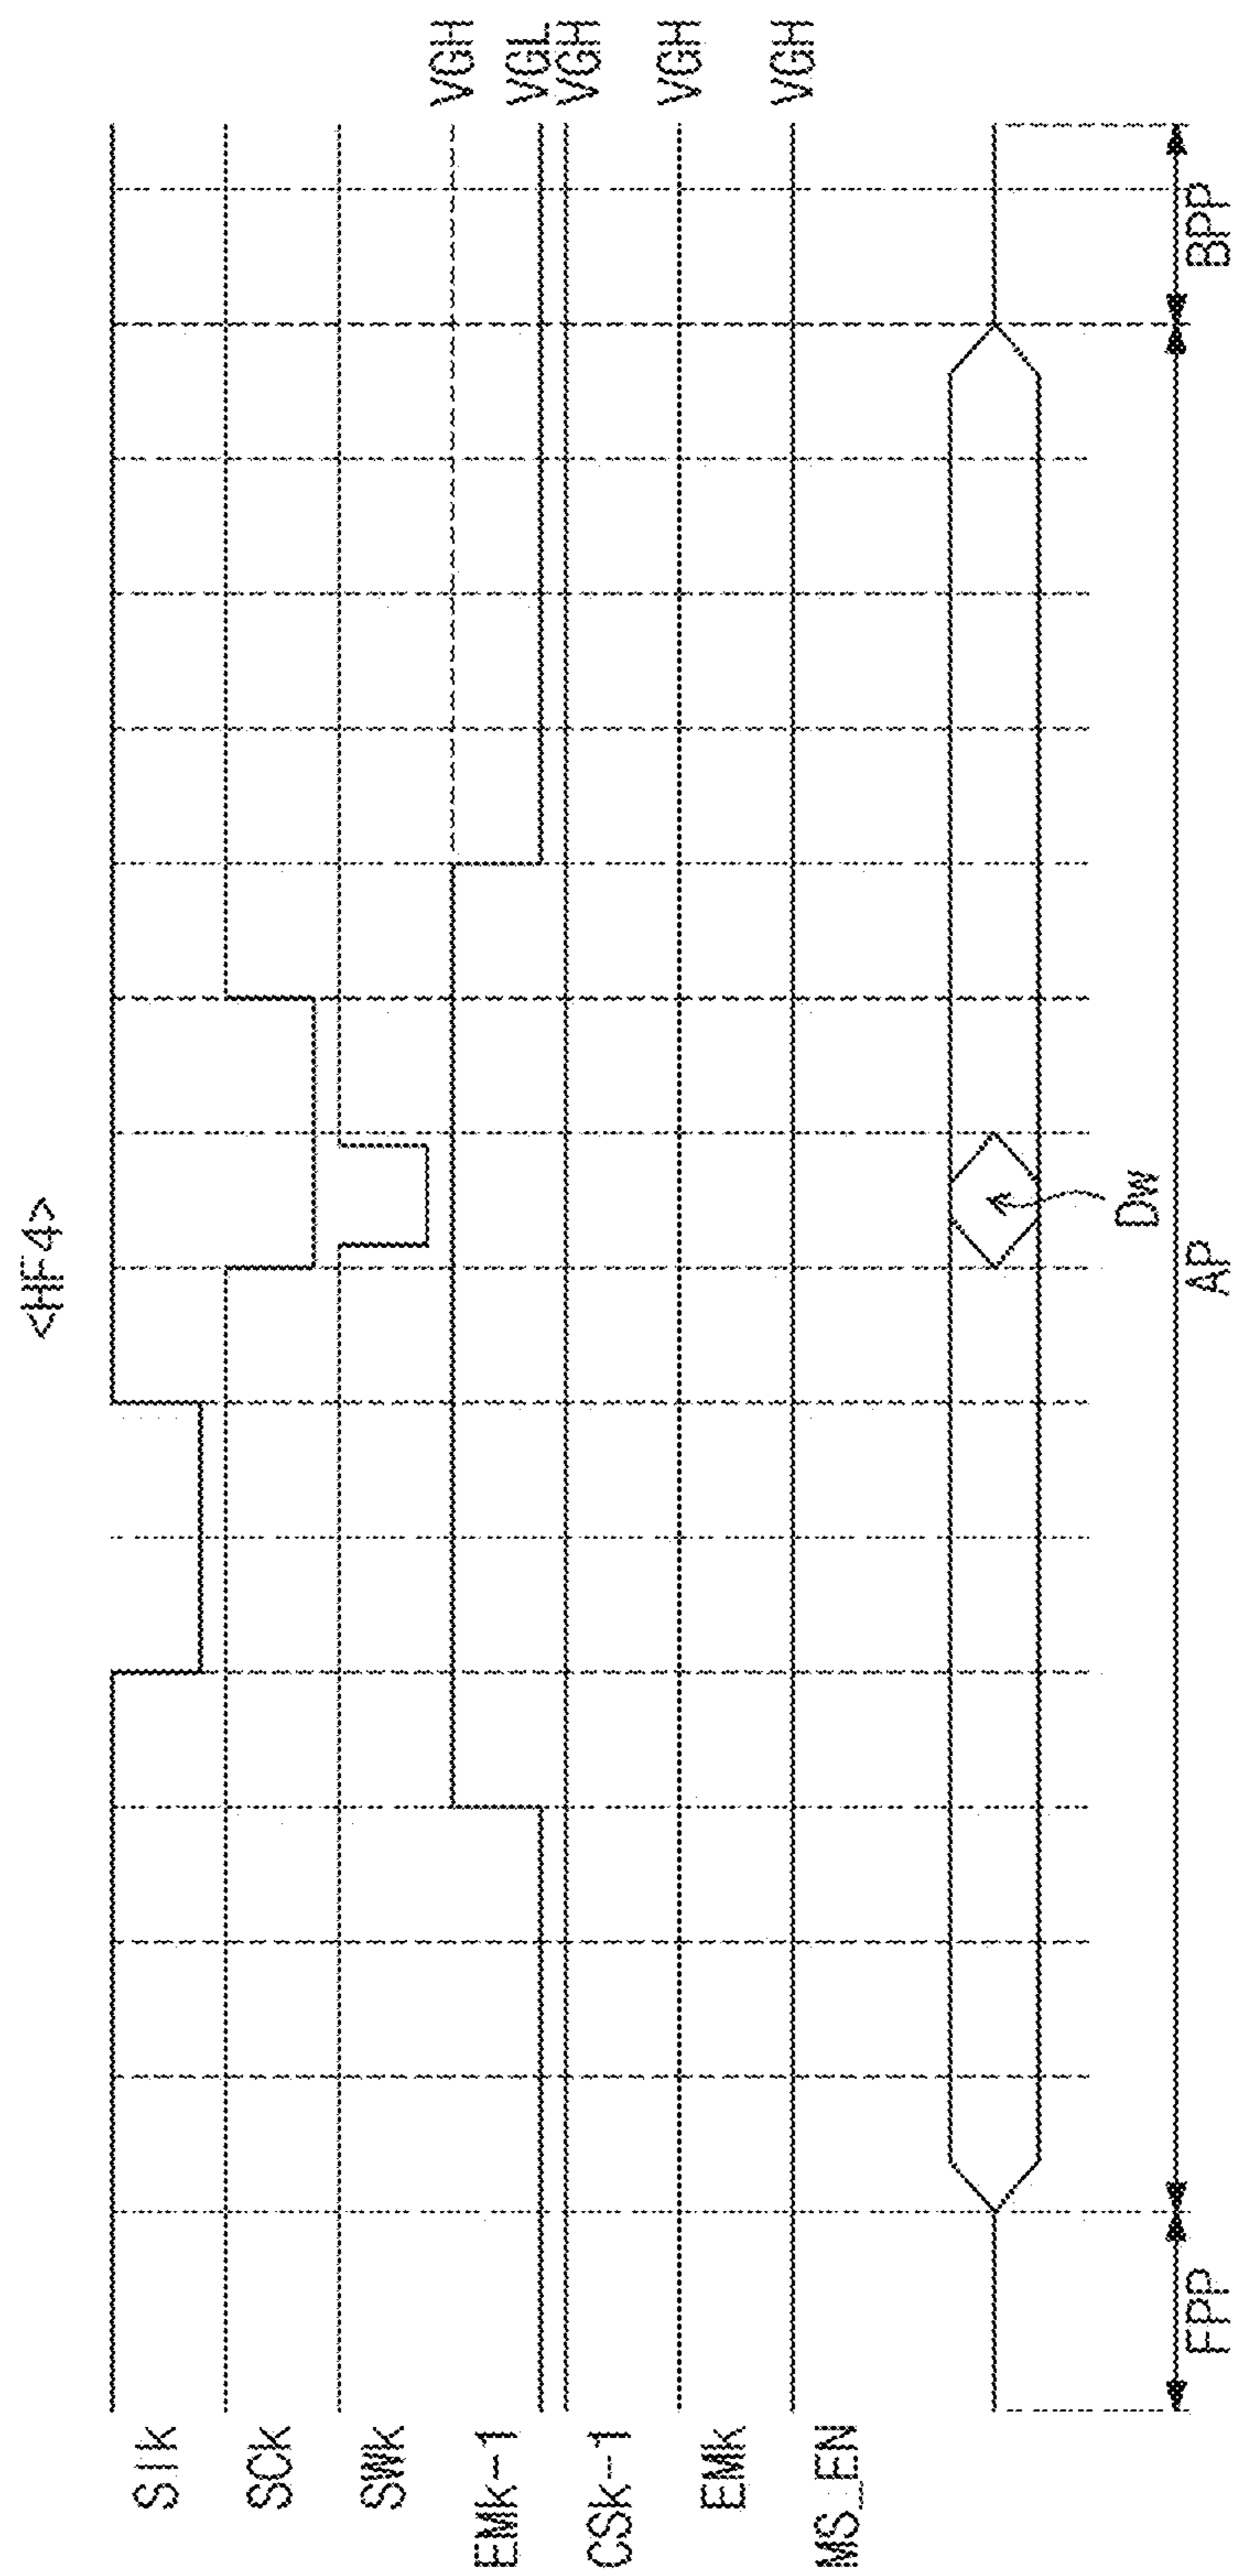 <HF4>
SIk
SCk
SWk
EMk-1
VGH
VGL
CSk-1
VGH
EMk
VGH
MS_EN
VGH
Dw
FPP
AP
BPP